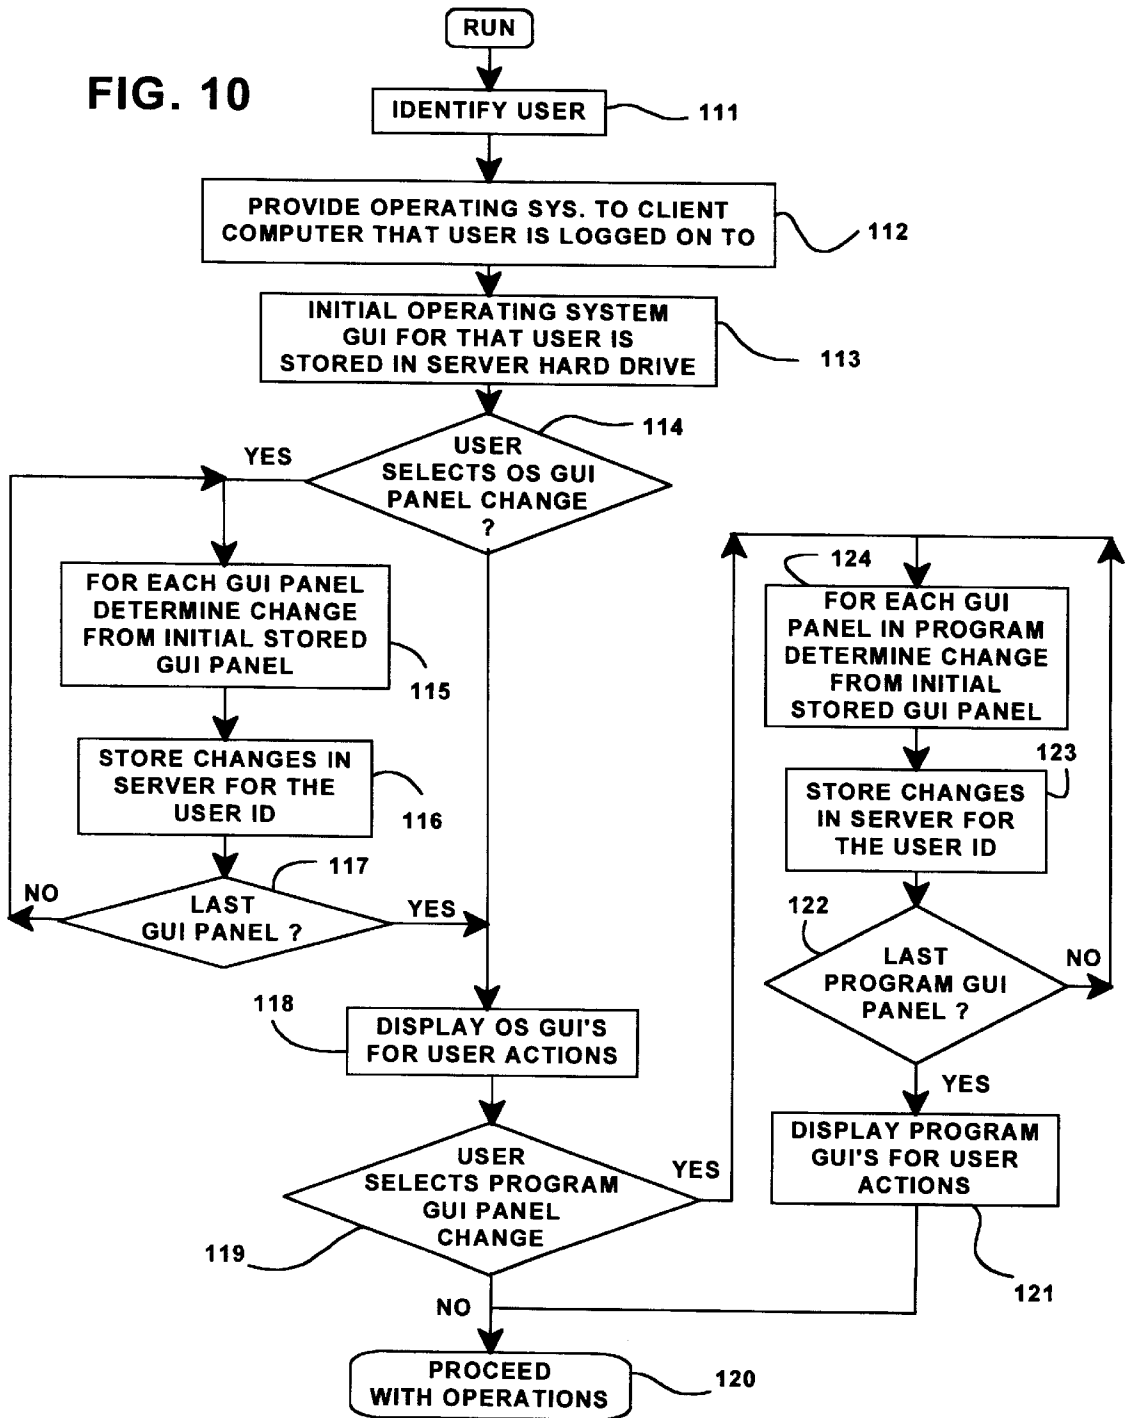 RUN
FIG. 10
IDENTIFY USER
111
PROVIDE OPERATING SYS. TO CLIENT
COMPUTER THAT USER IS LOGGED ON TO
112
INITIAL OPERATING SYSTEM
GUI FOR THAT USER IS
STORED IN SERVER HARD DRIVE
113
114
USER
SELECTS OS GUI
PANEL CHANGE
?
YES
FOR EACH GUI PANEL
DETERMINE CHANGE
FROM INITIAL STORED
GUI PANEL
115
STORE CHANGES IN
SERVER FOR THE
USER ID
116
117
LAST
GUI PANEL ?
NO
YES
118
DISPLAY OS GUI'S
FOR USER ACTIONS
USER
SELECTS PROGRAM
GUI PANEL
CHANGE
YES
119
NO
124
FOR EACH GUI
PANEL IN PROGRAM
DETERMINE CHANGE
FROM INITIAL
STORED GUI PANEL
123
STORE CHANGES
IN SERVER FOR
THE USER ID
122
LAST
PROGRAM GUI
PANEL ?
NO
YES
DISPLAY PROGRAM
GUI'S FOR USER
ACTIONS
121
PROCEED
WITH OPERATIONS
120